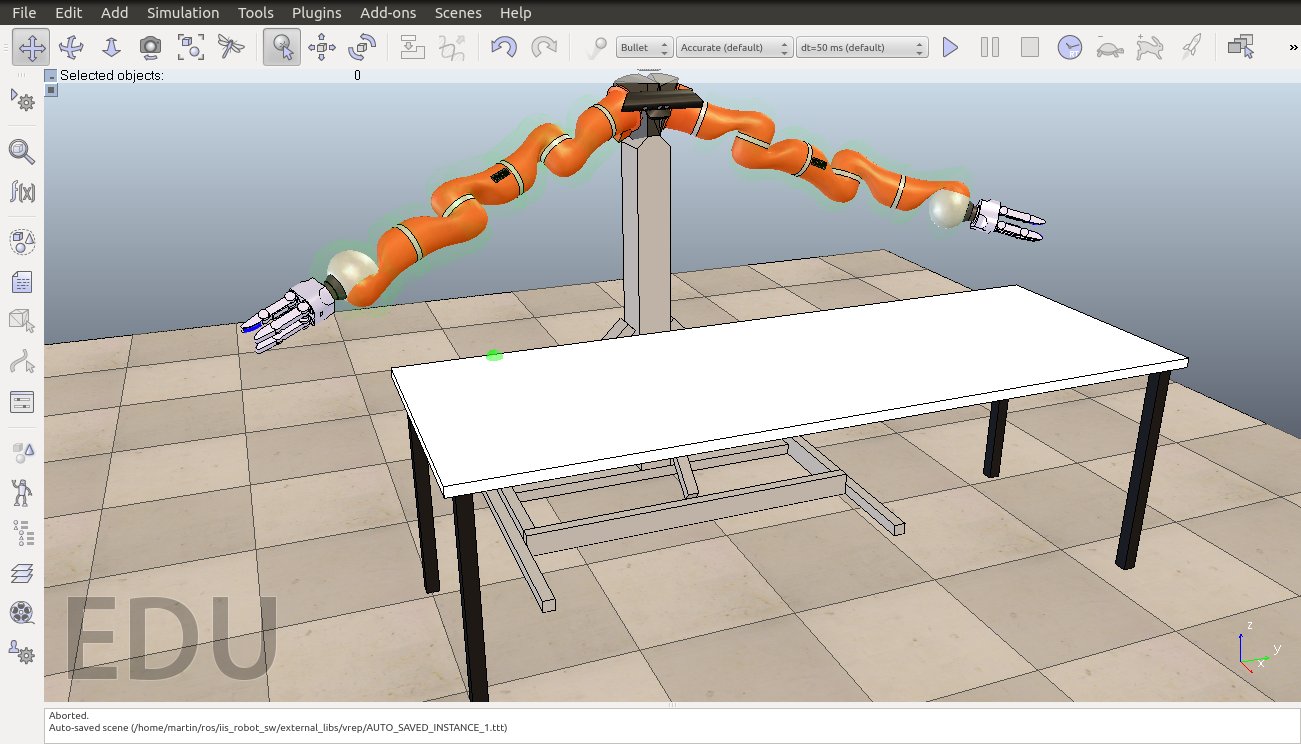 File Edit Add Simulation Tools Plugins Add-ons Scenes Help
Bullet Accurate (default) dt=50 ms (default) »
f(x)
Selected objects: 0
EDU
z
y
x
Aborted.
Auto-saved scene (/home/martin/ros/iis_robot_sw/external_libs/vrep/AUTO_SAVED_INSTANCE_1.ttt)